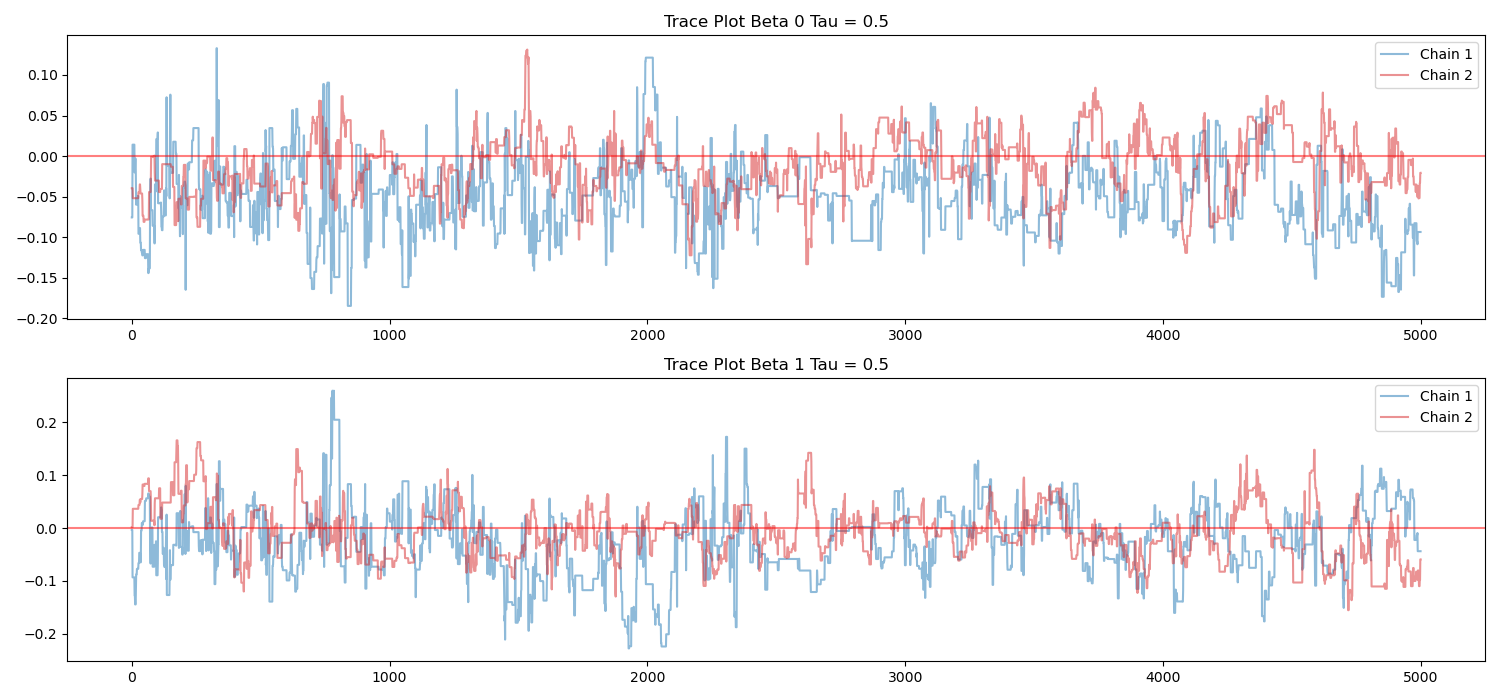 Trace Plot Beta 0 Tau = 0.5
Chain 1
Chain 2
0.10
0.05
0.00
−0.05
−0.10
−0.15
−0.20
0 1000 2000 3000 4000 5000
Trace Plot Beta 1 Tau = 0.5
Chain 1
Chain 2
0.2
0.1
0.0
−0.1
−0.2
0 1000 2000 3000 4000 5000